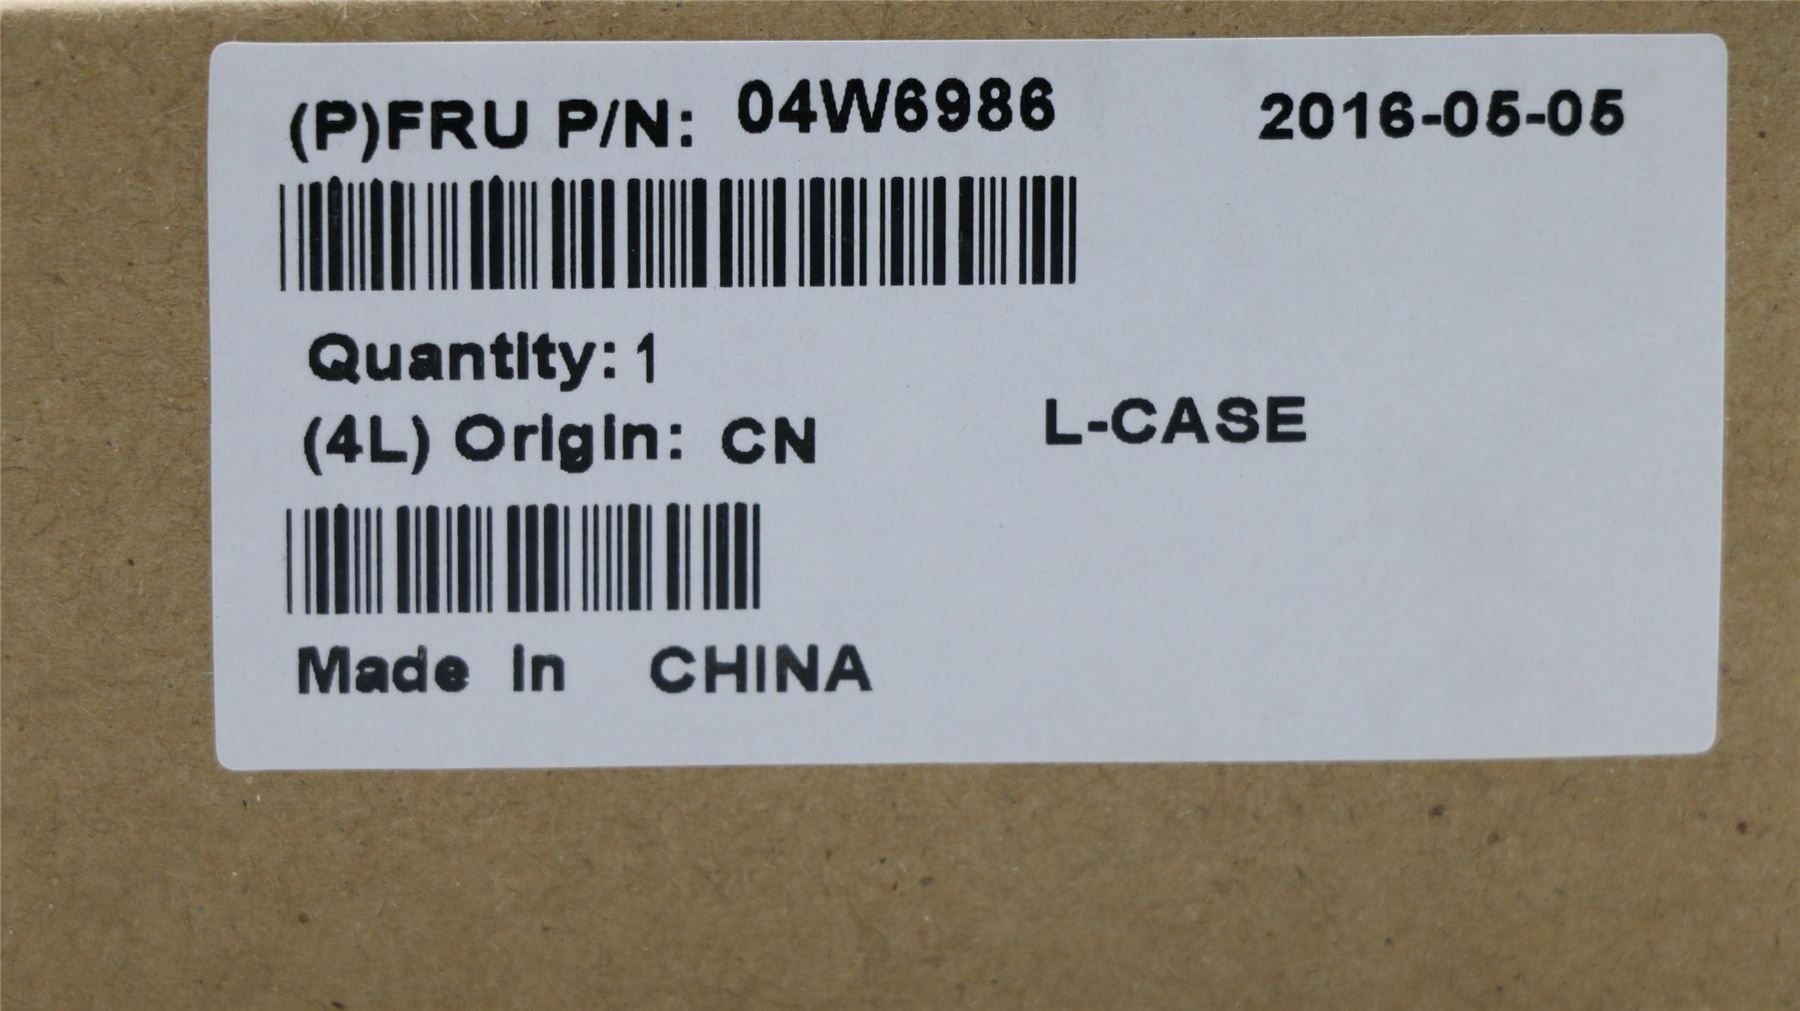 (P)FRU P/N: 04W6986 2016-05-05
Quantity: 1
(4L) Origin: CN
L-CASE
Made in CHINA